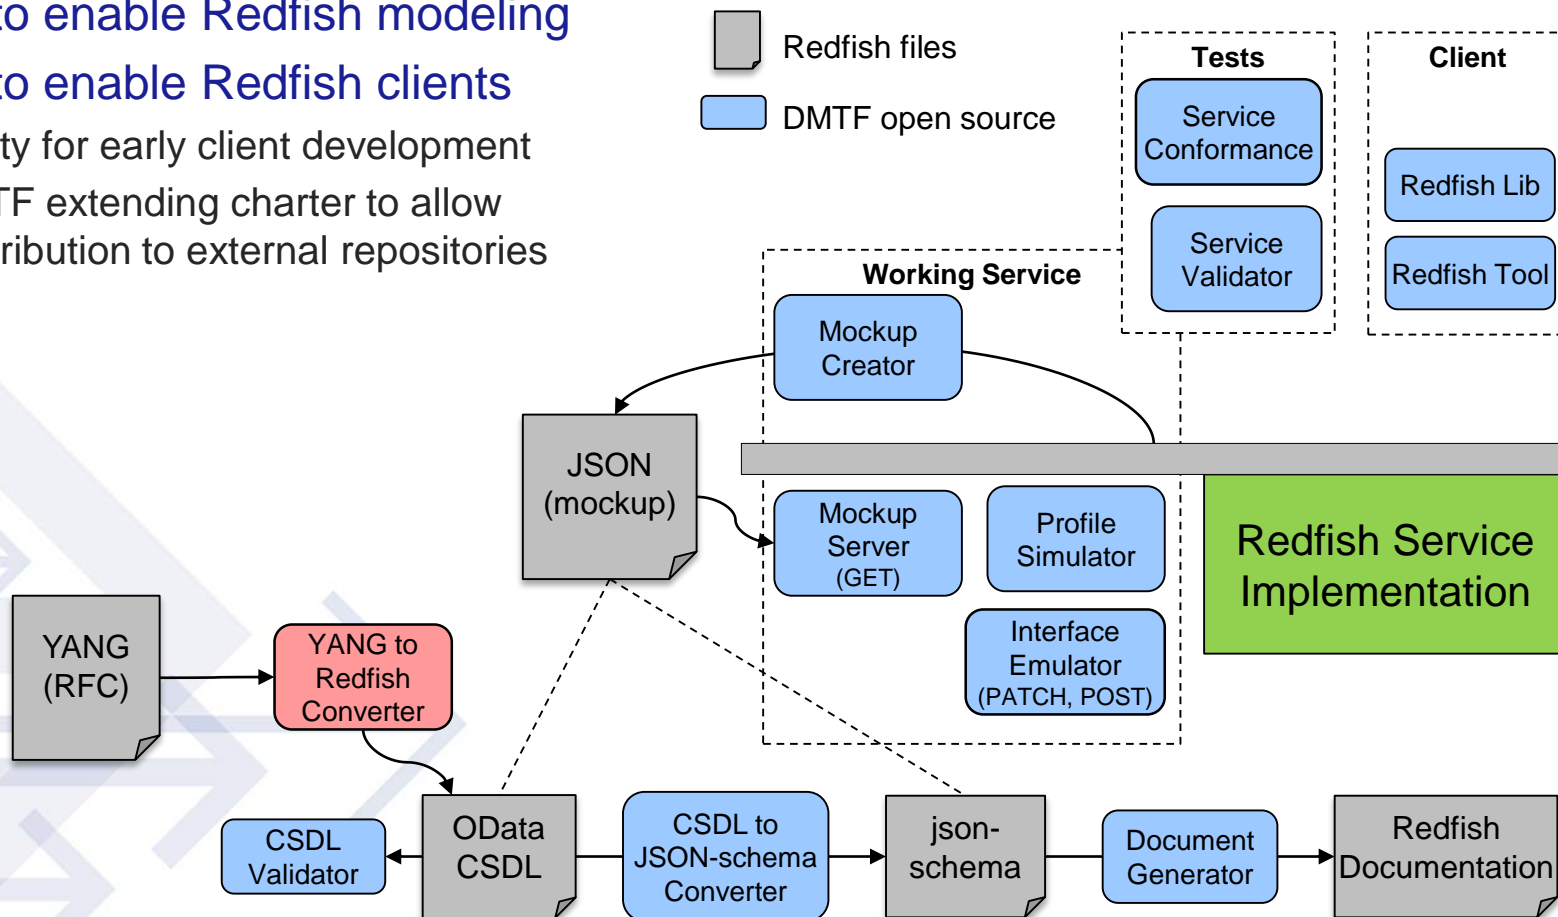 to enable Redfish modeling
to enable Redfish clients
ty for early client development
TF extending charter to allow
ribution to external repositories
Redfish files
DMTF open source
Tests
Service
Conformance
Service
Validator
Client
Redfish Lib
Redfish Tool
Working Service
Mockup
Creator
JSON
(mockup)
Mockup
Server
(GET)
Profile
Simulator
Interface
Emulator
(PATCH, POST)
Redfish Service
Implementation
YANG
(RFC)
YANG to
Redfish
Converter
CSDL
Validator
OData
CSDL
CSDL to
JSON-schema
Converter
json-
schema
Document
Generator
Redfish
Documentation